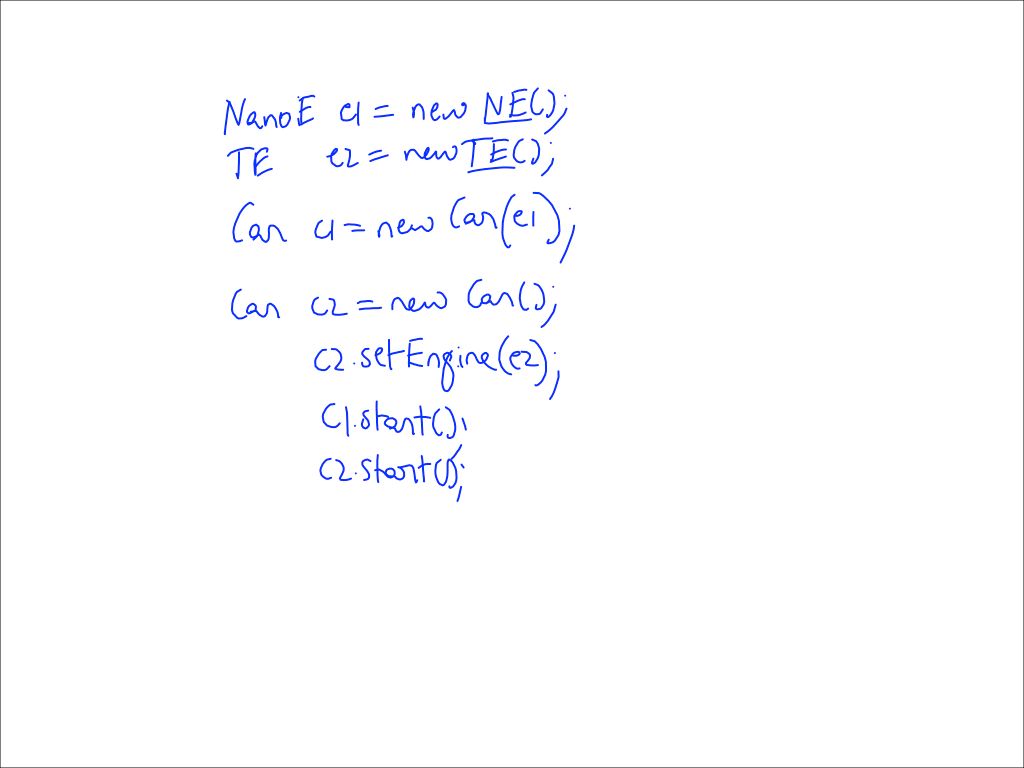 NanoE e1 = new NE();
TE e2 = new TE();
Car c1 = new Car(e1);
Car c2 = new Car();
c2.setEngine(e2);
c1.start();
c2.start();